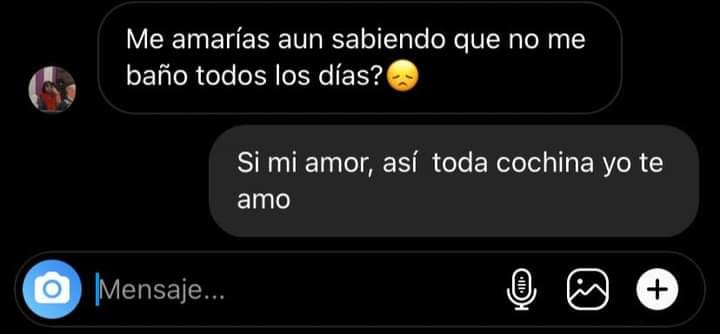 Me amarías aun sabiendo que no me
baño todos los días?😞
Si mi amor, así  toda cochina yo te
amo
Mensaje...